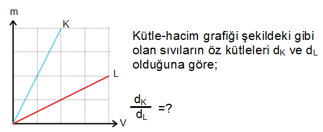 m
K
L
V
Kütle-hacim grafiği şekildeki gibi
olan sıvıların öz kütleleri dK ve dL
olduğuna göre;
dK
dL
=?